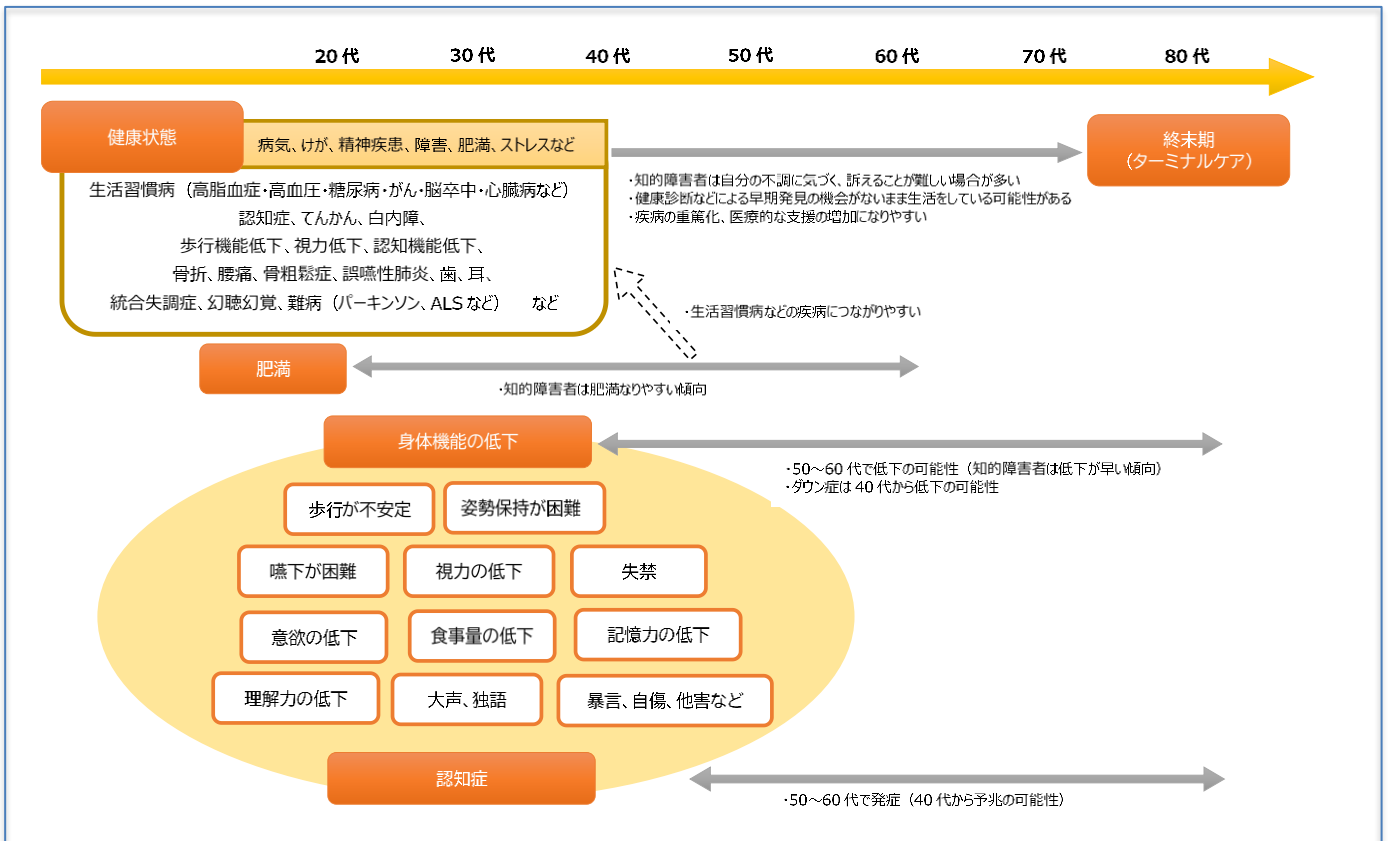 20代 30代 40代 50代 60代 70代 80代
健康状態
病気、けが、精神疾患、障害、肥満、ストレスなど
終末期
（ターミナルケア）
生活習慣病（高脂血症・高血圧・糖尿病・がん・脳卒中・心臓病など）
認知症、てんかん、白内障、
歩行機能低下、視力低下、認知機能低下、
骨折、腰痛、骨粗鬆症、誤嚥性肺炎、歯、耳、
統合失調症、幻聴幻覚、難病（パーキンソン、ALSなど）　など
・知的障害者は自分の不調に気づく、訴えることが難しい場合が多い
・健康診断などによる早期発見の機会がないまま生活をしている可能性がある
・疾病の重篤化、医療的な支援の増加になりやすい
・生活習慣病などの疾病につながりやすい
肥満
・知的障害者は肥満なりやすい傾向
身体機能の低下
・50～60代で低下の可能性（知的障害者は低下が早い傾向）
・ダウン症は40代から低下の可能性
歩行が不安定
姿勢保持が困難
嚥下が困難
視力の低下
失禁
意欲の低下
食事量の低下
記憶力の低下
理解力の低下
大声、独語
暴言、自傷、他害など
認知症
・50～60代で発症（40代から予兆の可能性）